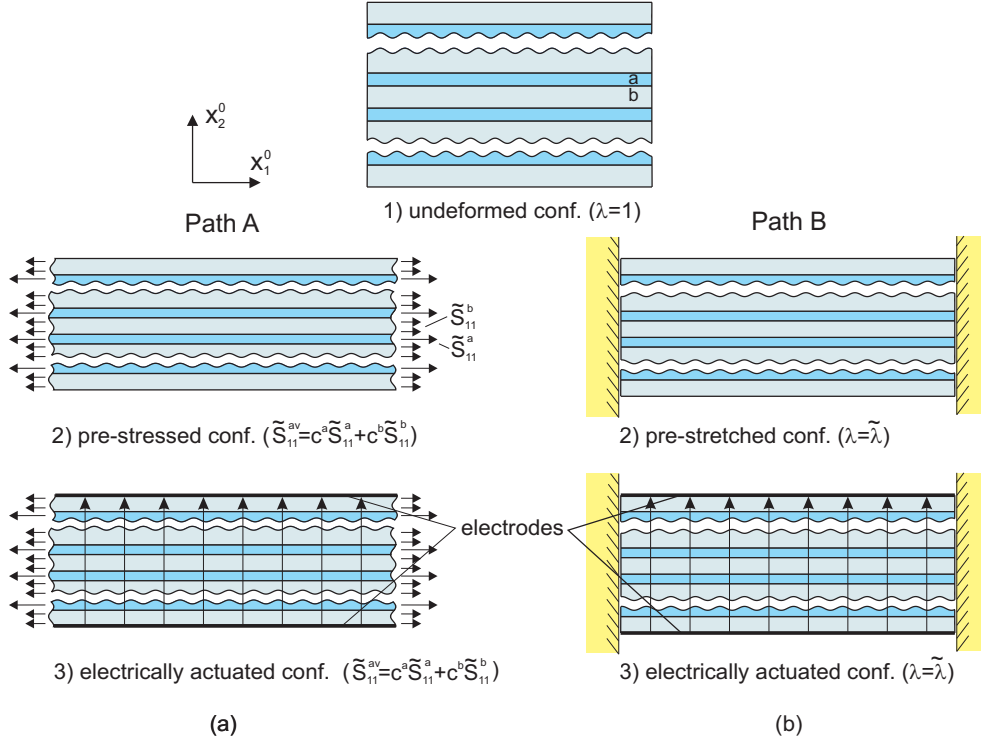 a
b
x₂⁰
x₁⁰
1) undeformed conf. (λ=1)
Path A
Path B
S̃₁₁ᵇ
S̃₁₁ᵃ
2) pre-stressed conf. (S̃₁₁ᵃᵛ=cᵃS̃₁₁ᵃ+cᵇS̃₁₁ᵇ)
2) pre-stretched conf. (λ=λ̃)
electrodes
3) electrically actuated conf. (S̃₁₁ᵃᵛ=cᵃS̃₁₁ᵃ+cᵇS̃₁₁ᵇ)
3) electrically actuated conf. (λ=λ̃)
(a)
(b)